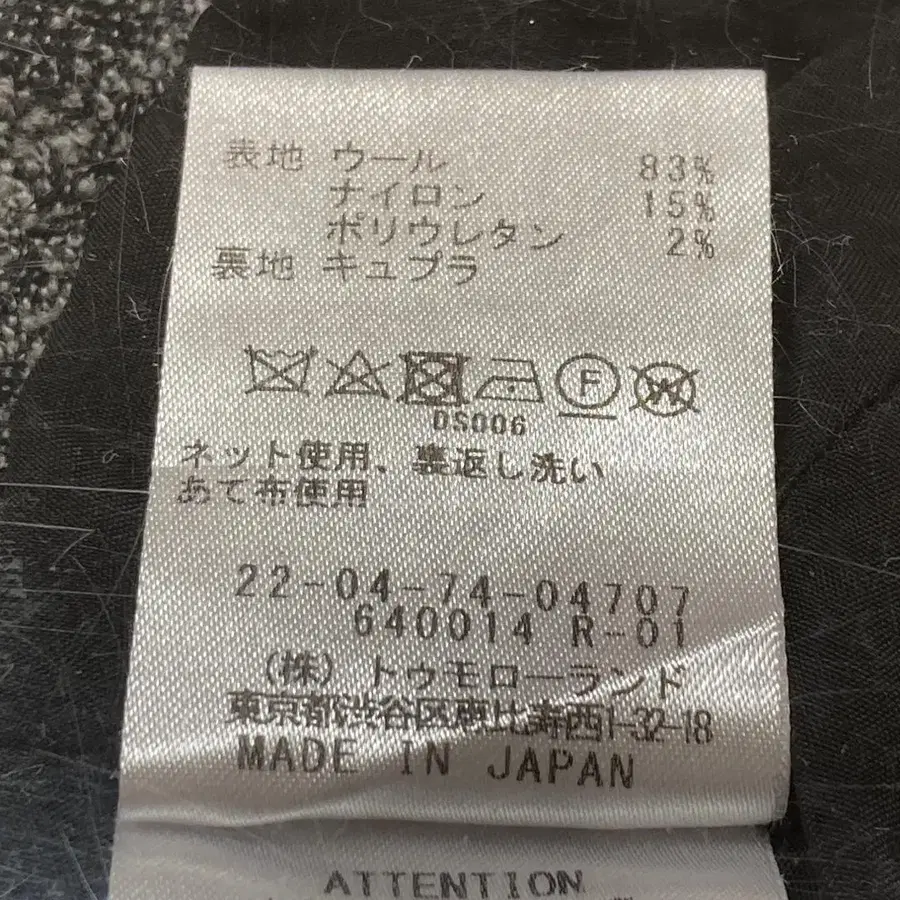 表地 ウール 83%
ナイロン 15%
ポリウレタン 2%
裏地 キュプラ
F W
DS006
ネット使用、裏返し洗い
あて布使用
22-04-74-04707
640014 R-01
(株) トゥモローランド
東京都渋谷区恵比寿西1-32-18
MADE IN JAPAN
ATTENTION